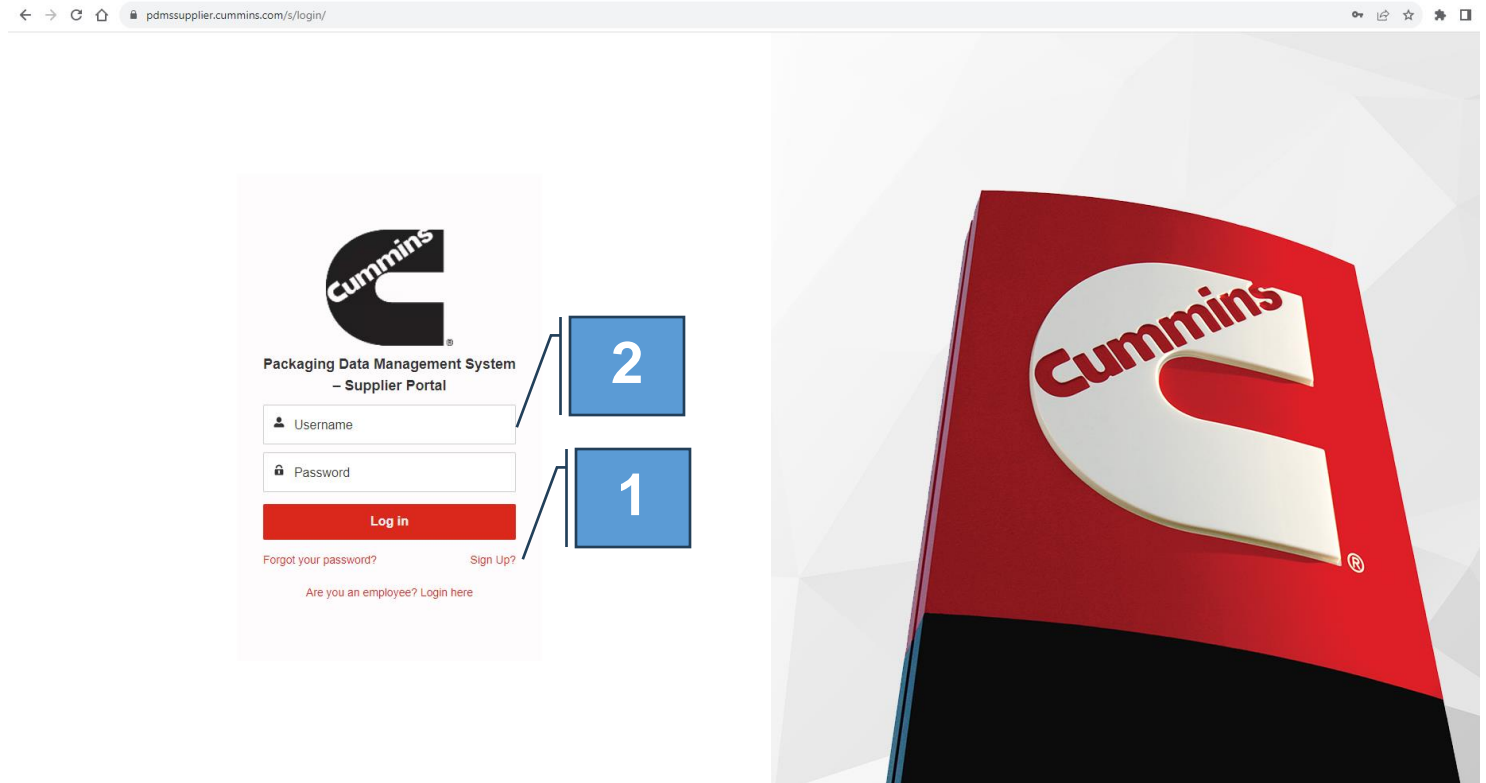 pdmssupplier.cummins.com/s/login/
Cummins
®
Packaging Data Management System
– Supplier Portal
Username
Password
Log in
Forgot your password?
Sign Up?
Are you an employee? Login here
2
1
Cummins
®